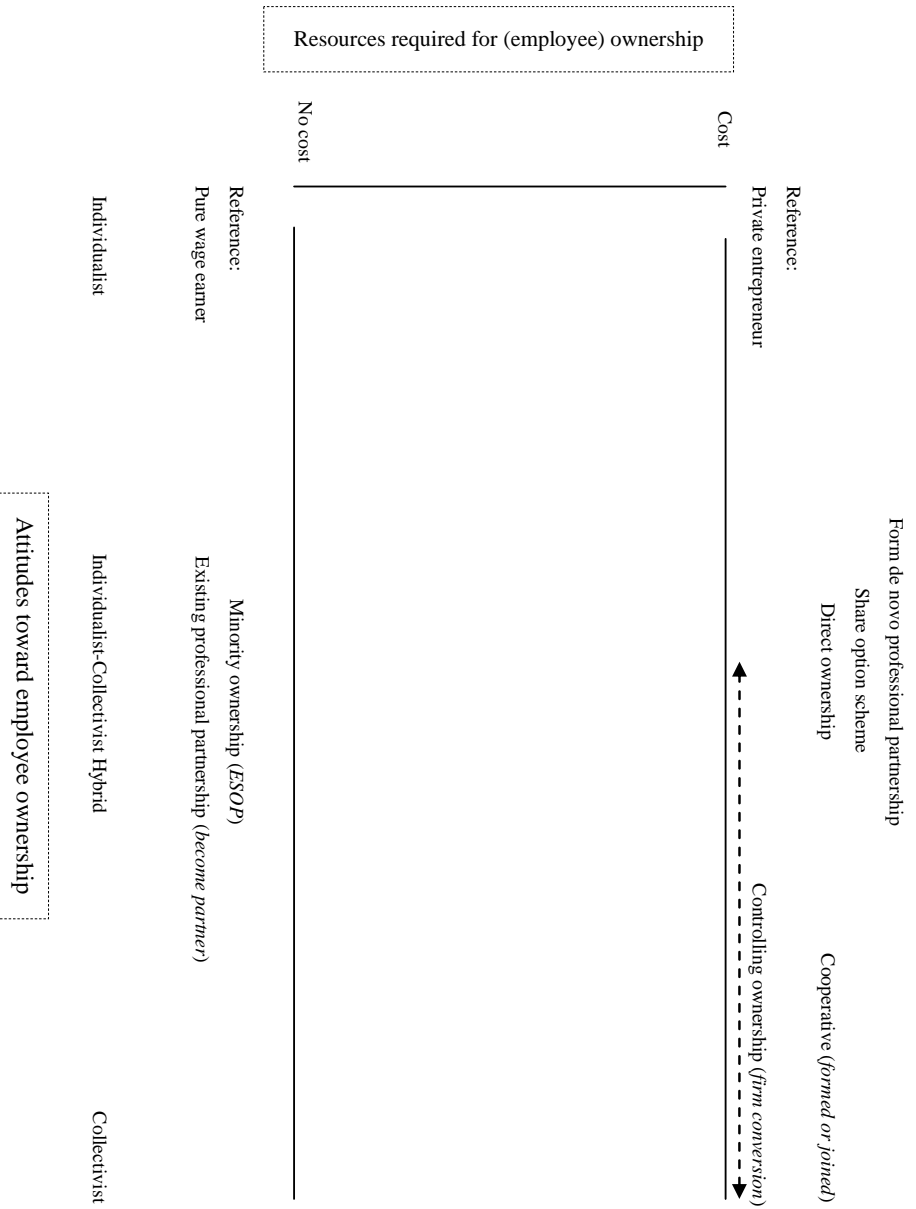 Resources required for (employee) ownership
Form de novo professional partnership
Share option scheme
Direct ownership
Cooperative (formed or joined)
Reference:
Private entrepreneur
Controlling ownership (firm conversion)
Cost
No cost
Reference:
Pure wage earner
Minority ownership (ESOP)
Existing professional partnership (become partner)
Individualist
Individualist-Collectivist Hybrid
Collectivist
Attitudes toward employee ownership